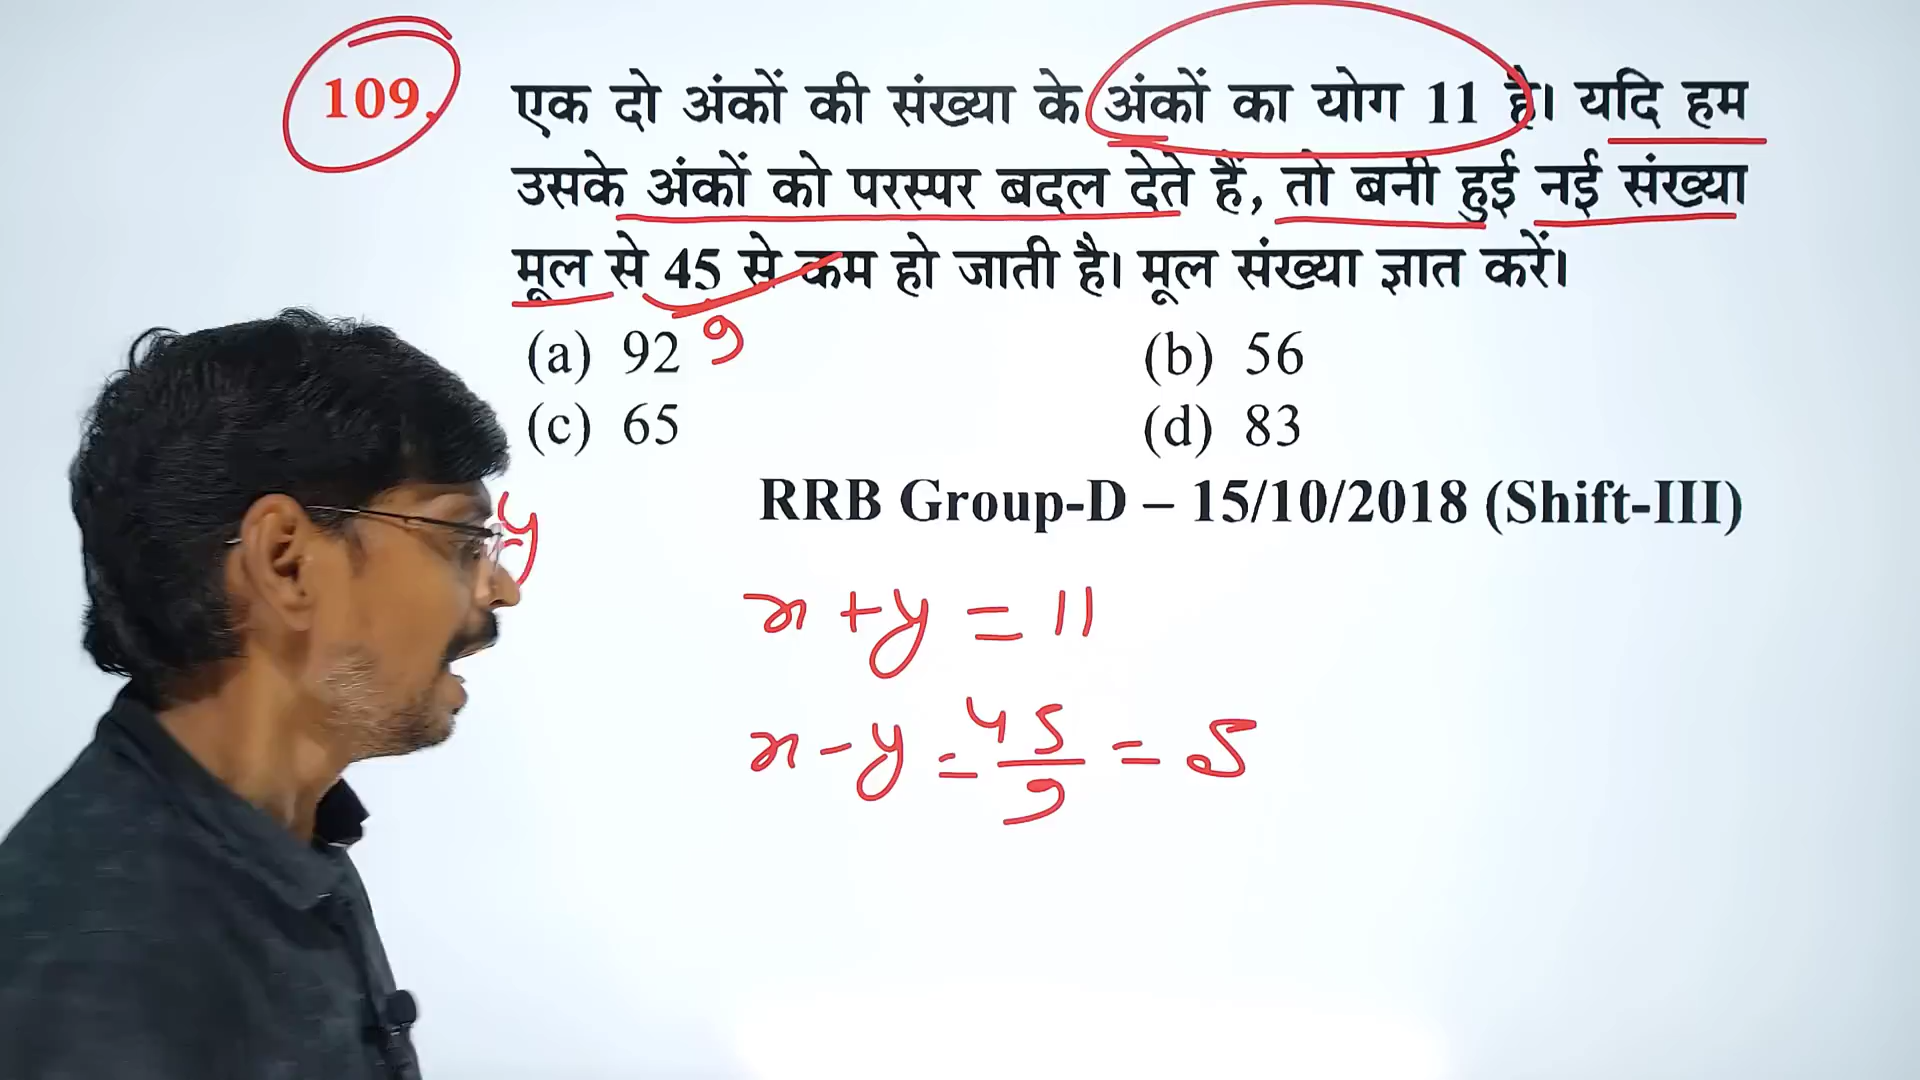 109. एक दो अंकों की संख्या के अंकों का योग 11 है। यदि हम
उसके अंकों को परस्पर बदल देते हैं, तो बनी हुई नई संख्या
मूल से 45 से कम हो जाती है। मूल संख्या ज्ञात करें।
9
(a) 92 (b) 56
(c) 65 (d) 83
RRB Group-D – 15/10/2018 (Shift-III)
y
x + y = 11
x - y = 45/9 = 5